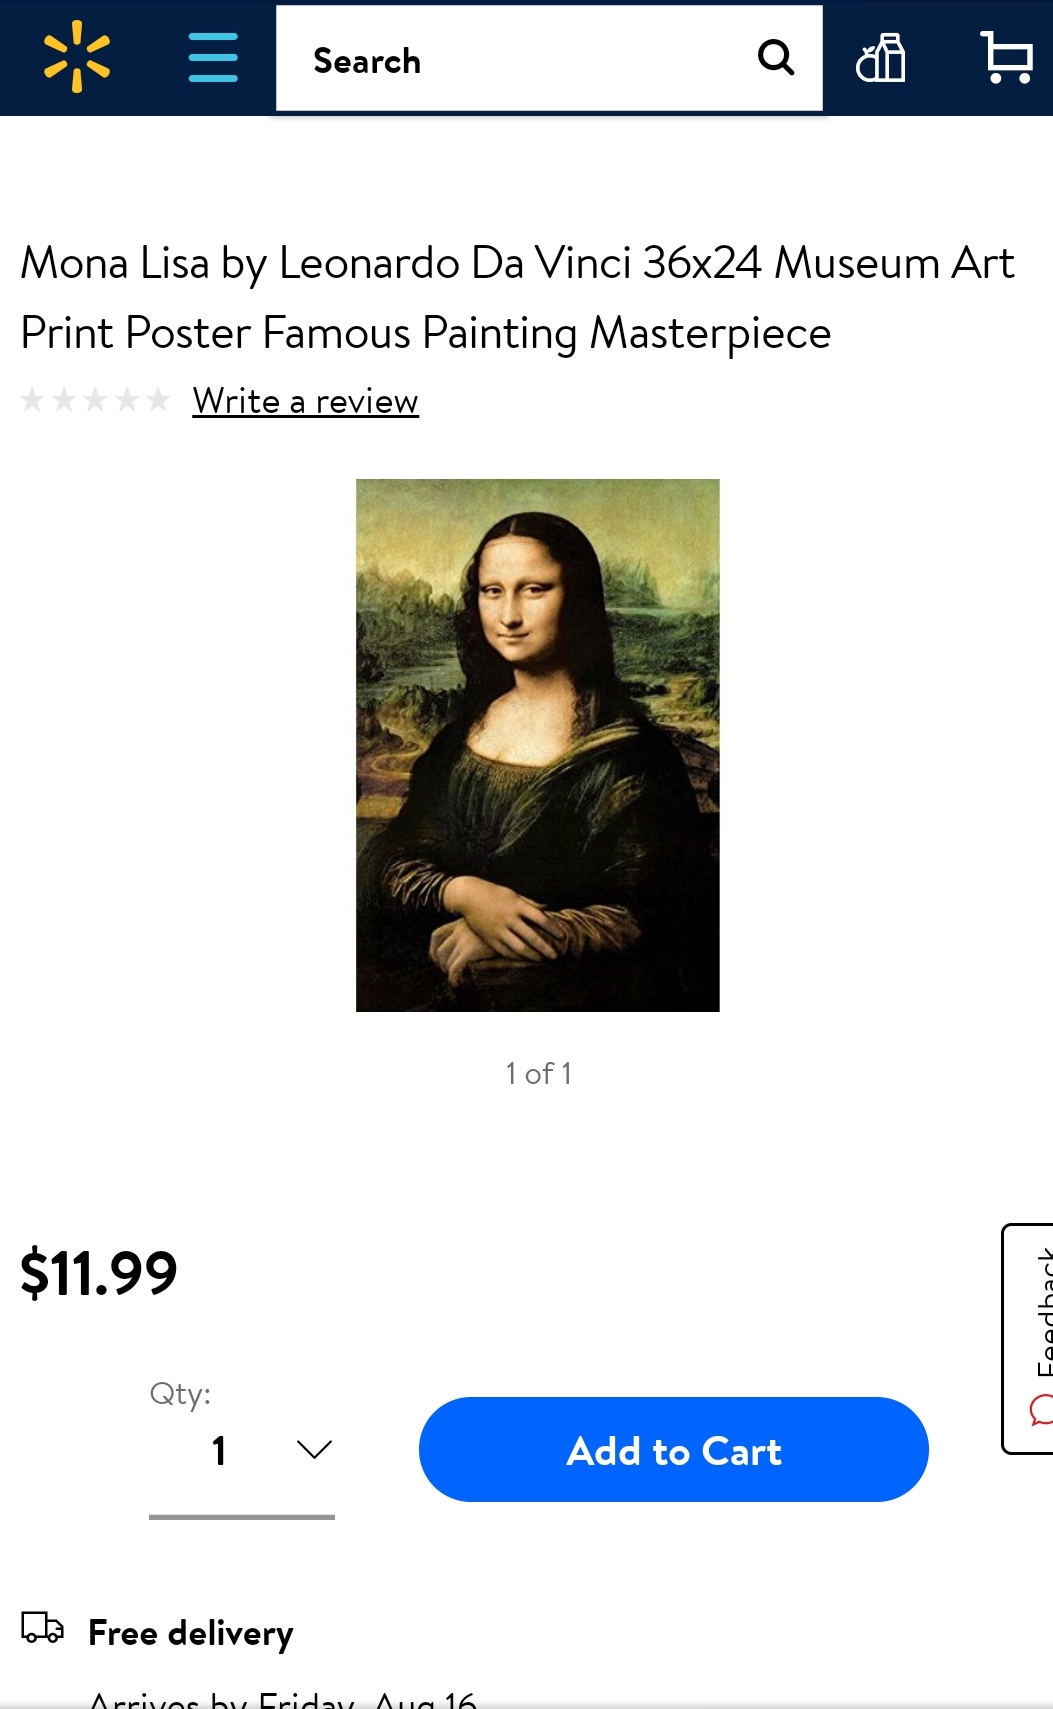 Search
Mona Lisa by Leonardo Da Vinci 36x24 Museum Art
Print Poster Famous Painting Masterpiece
Write a review
1 of 1
$11.99
Feedback
Qty:
1
Add to Cart
Free delivery
Arrives by Friday, Aug 16